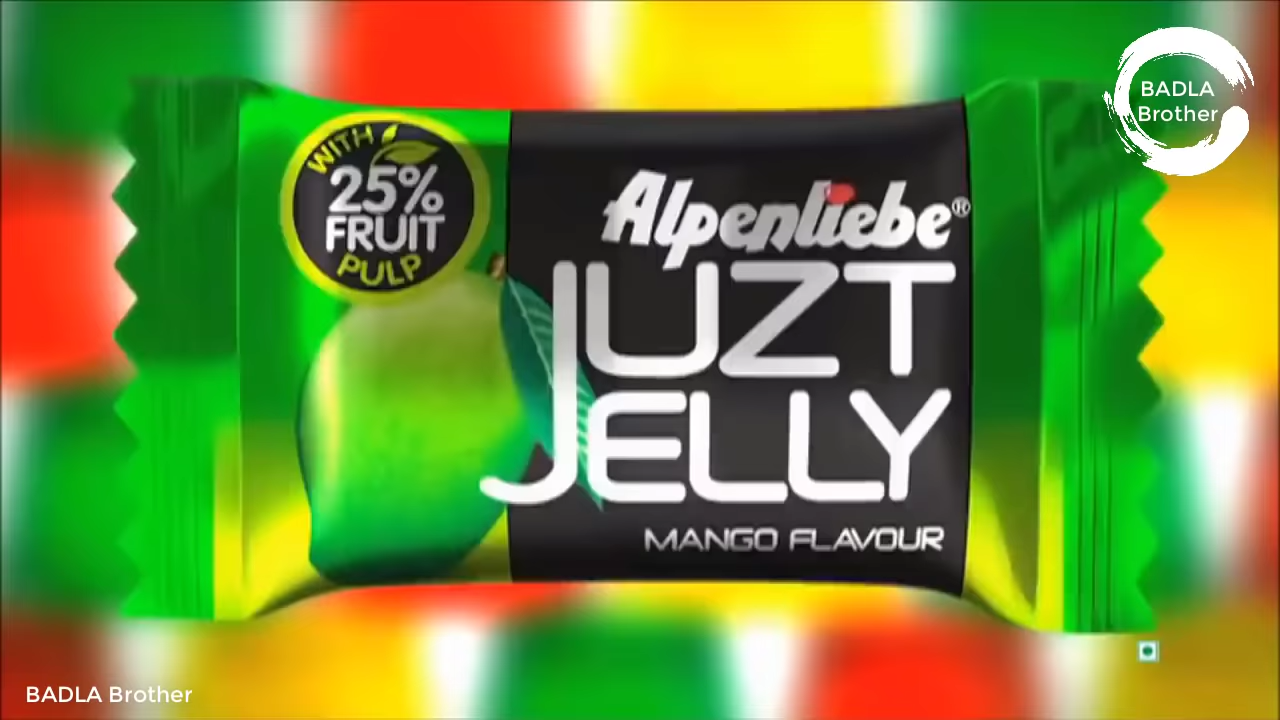 BADLA
Brother
WITH
25%
FRUIT
PULP
Alpenliebe®
JUZT
JELLY
MANGO FLAVOUR
BADLA Brother